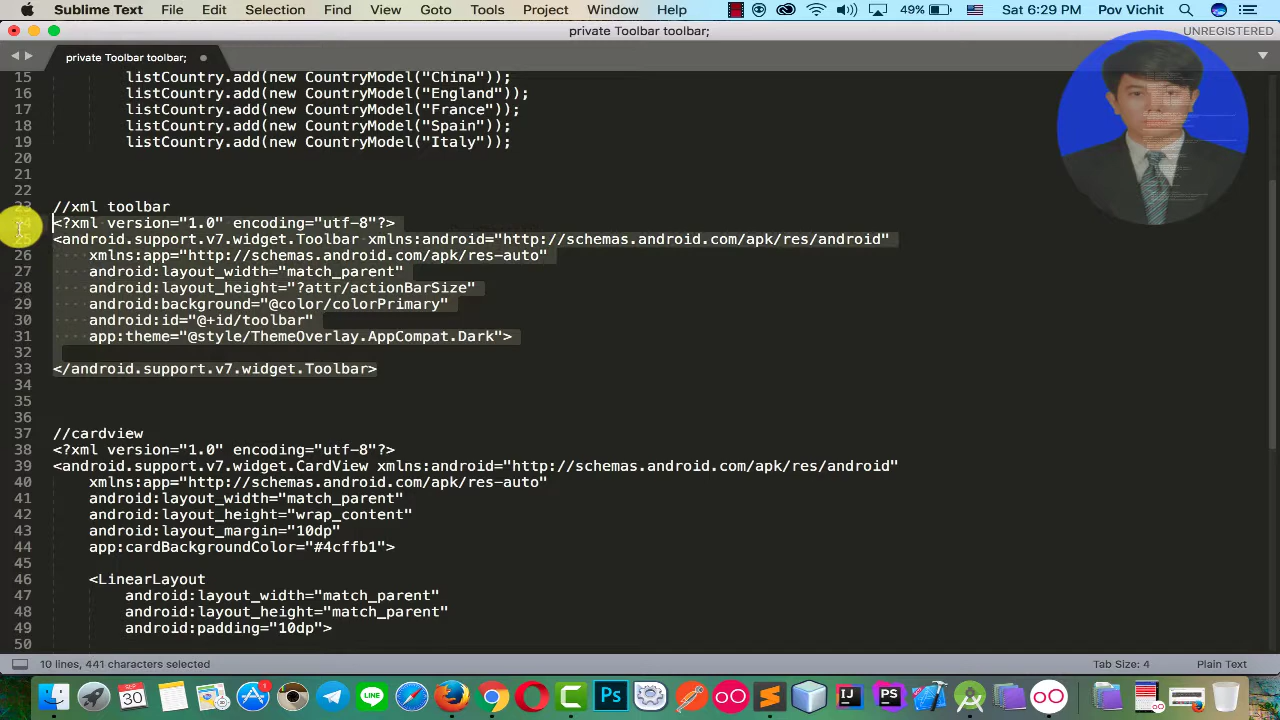 Sublime Text File Edit Selection Find View Goto Tools Project Window Help 49% Sat 6:29 PM Pov Vichit
private Toolbar toolbar; UNREGISTERED
private Toolbar toolbar;
15 listCountry.add(new CountryModel("China"));
16 listCountry.add(new CountryModel("England"));
17 listCountry.add(new CountryModel("France"));
18 listCountry.add(new CountryModel("Spain"));
19 listCountry.add(new CountryModel("Italy"));
20
21
22
23 //xml toolbar
24 <?xml version="1.0" encoding="utf-8"?>
25 <android.support.v7.widget.Toolbar xmlns:android="http://schemas.android.com/apk/res/android"
26 xmlns:app="http://schemas.android.com/apk/res-auto"
27 android:layout_width="match_parent"
28 android:layout_height="?attr/actionBarSize"
29 android:background="@color/colorPrimary"
30 android:id="@+id/toolbar"
31 app:theme="@style/ThemeOverlay.AppCompat.Dark">
32
33 </android.support.v7.widget.Toolbar>
34
35
36
37 //cardview
38 <?xml version="1.0" encoding="utf-8"?>
39 <android.support.v7.widget.CardView xmlns:android="http://schemas.android.com/apk/res/android"
40 xmlns:app="http://schemas.android.com/apk/res-auto"
41 android:layout_width="match_parent"
42 android:layout_height="wrap_content"
43 android:layout_margin="10dp"
44 app:cardBackgroundColor="#4cffb1">
45
46 <LinearLayout
47 android:layout_width="match_parent"
48 android:layout_height="match_parent"
49 android:padding="10dp">
50
10 lines, 441 characters selected Tab Size: 4 Plain Text
30 1 LINE Ps IJ PS